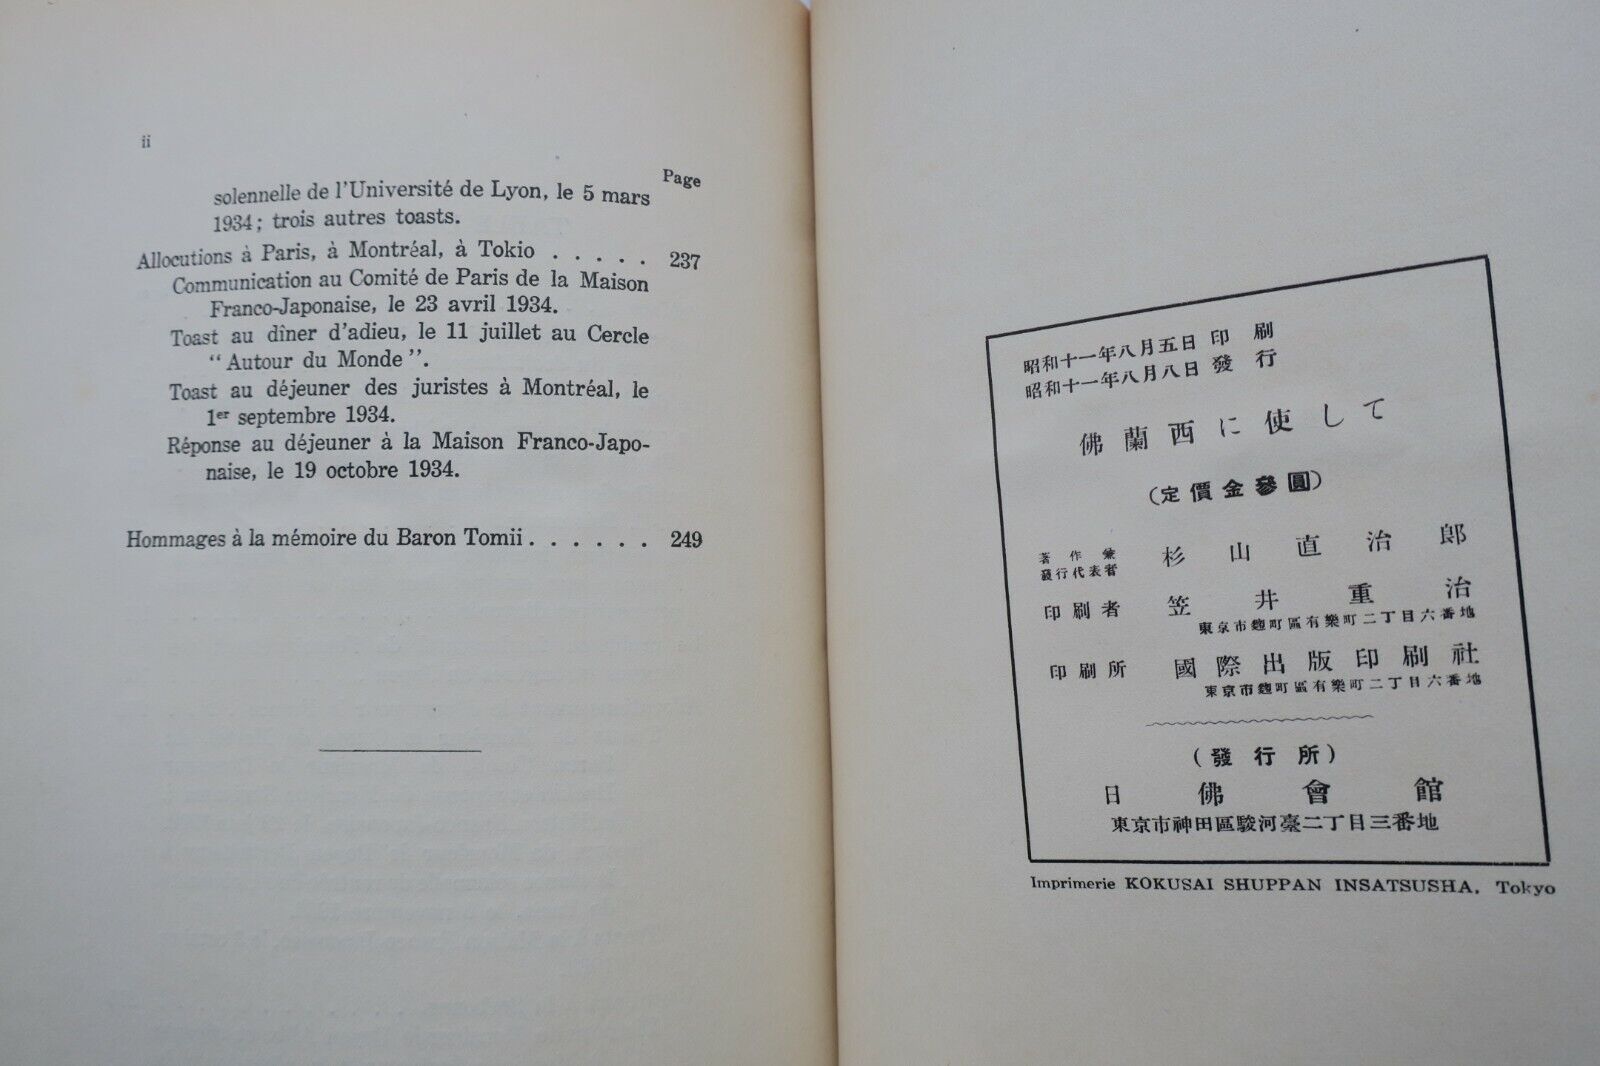 ii
Page
solennelle de l'Université de Lyon, le 5 mars
1934; trois autres toasts.
Allocutions à Paris, à Montréal, à Tokio . . . . . 237
Communication au Comité de Paris de la Maison
Franco-Japonaise, le 23 avril 1934.
Toast au dîner d'adieu, le 11 juillet au Cercle
“ Autour du Monde ”.
Toast au déjeuner des juristes à Montréal, le
1er septembre 1934.
Réponse au déjeuner à la Maison Franco-Japo-
naise, le 19 octobre 1934.
Hommages à la mémoire du Baron Tomii . . . . . . 249
昭和十一年八月五日印刷
昭和十一年八月八日發行
佛蘭西に使して
(定價金參圓)
著作兼
發行代表者 杉山直治郎
印刷者 笠井重治
東京市麴町區有樂町二丁目六番地
印刷所 國際出版印刷社
東京市麴町區有樂町二丁目六番地
(發行所)
日佛會館
東京市神田區駿河臺二丁目三番地
Imprimerie KOKUSAI SHUPPAN INSATSUSHA, Tokyo